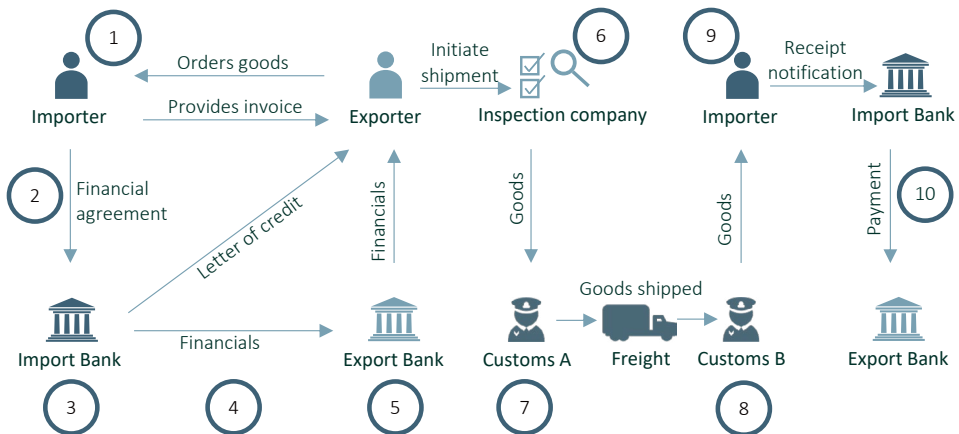 1
6
9
Orders goods
Initiate
shipment
Receipt
notification
Provides invoice
Importer
Exporter
Inspection company
Importer
Import Bank
2
Financial
agreement
Letter of credit
Financials
Goods
Goods
Payment
10
Goods shipped
Financials
Import Bank
Export Bank
Customs A
Freight
Customs B
Export Bank
3
4
5
7
8